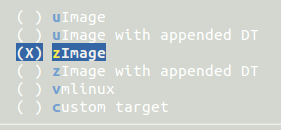 ( ) uImage
( ) uImage with appended DT
(X) zImage
( ) zImage with appended DT
( ) vmlinux
( ) custom target